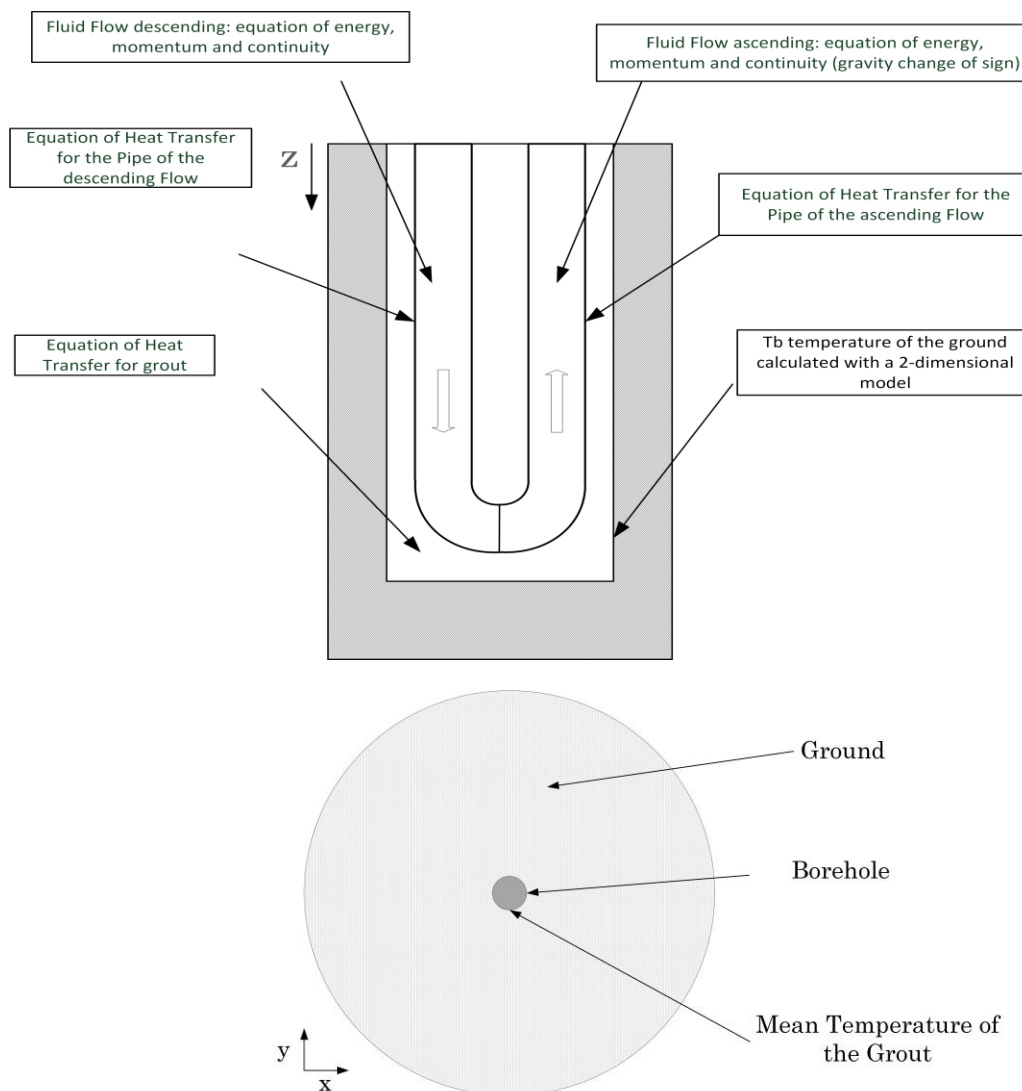 Fluid Flow descending: equation of energy,
momentum and continuity
Fluid Flow ascending: equation of energy,
momentum and continuity (gravity change of sign)
Equation of Heat Transfer
for the Pipe of the
descending Flow
z
Equation of Heat Transfer for the
Pipe of the ascending Flow
Equation of Heat
Transfer for grout
Tb temperature of the ground
calculated with a 2-dimensional
model
Ground
Borehole
Mean Temperature of
the Grout
y
x